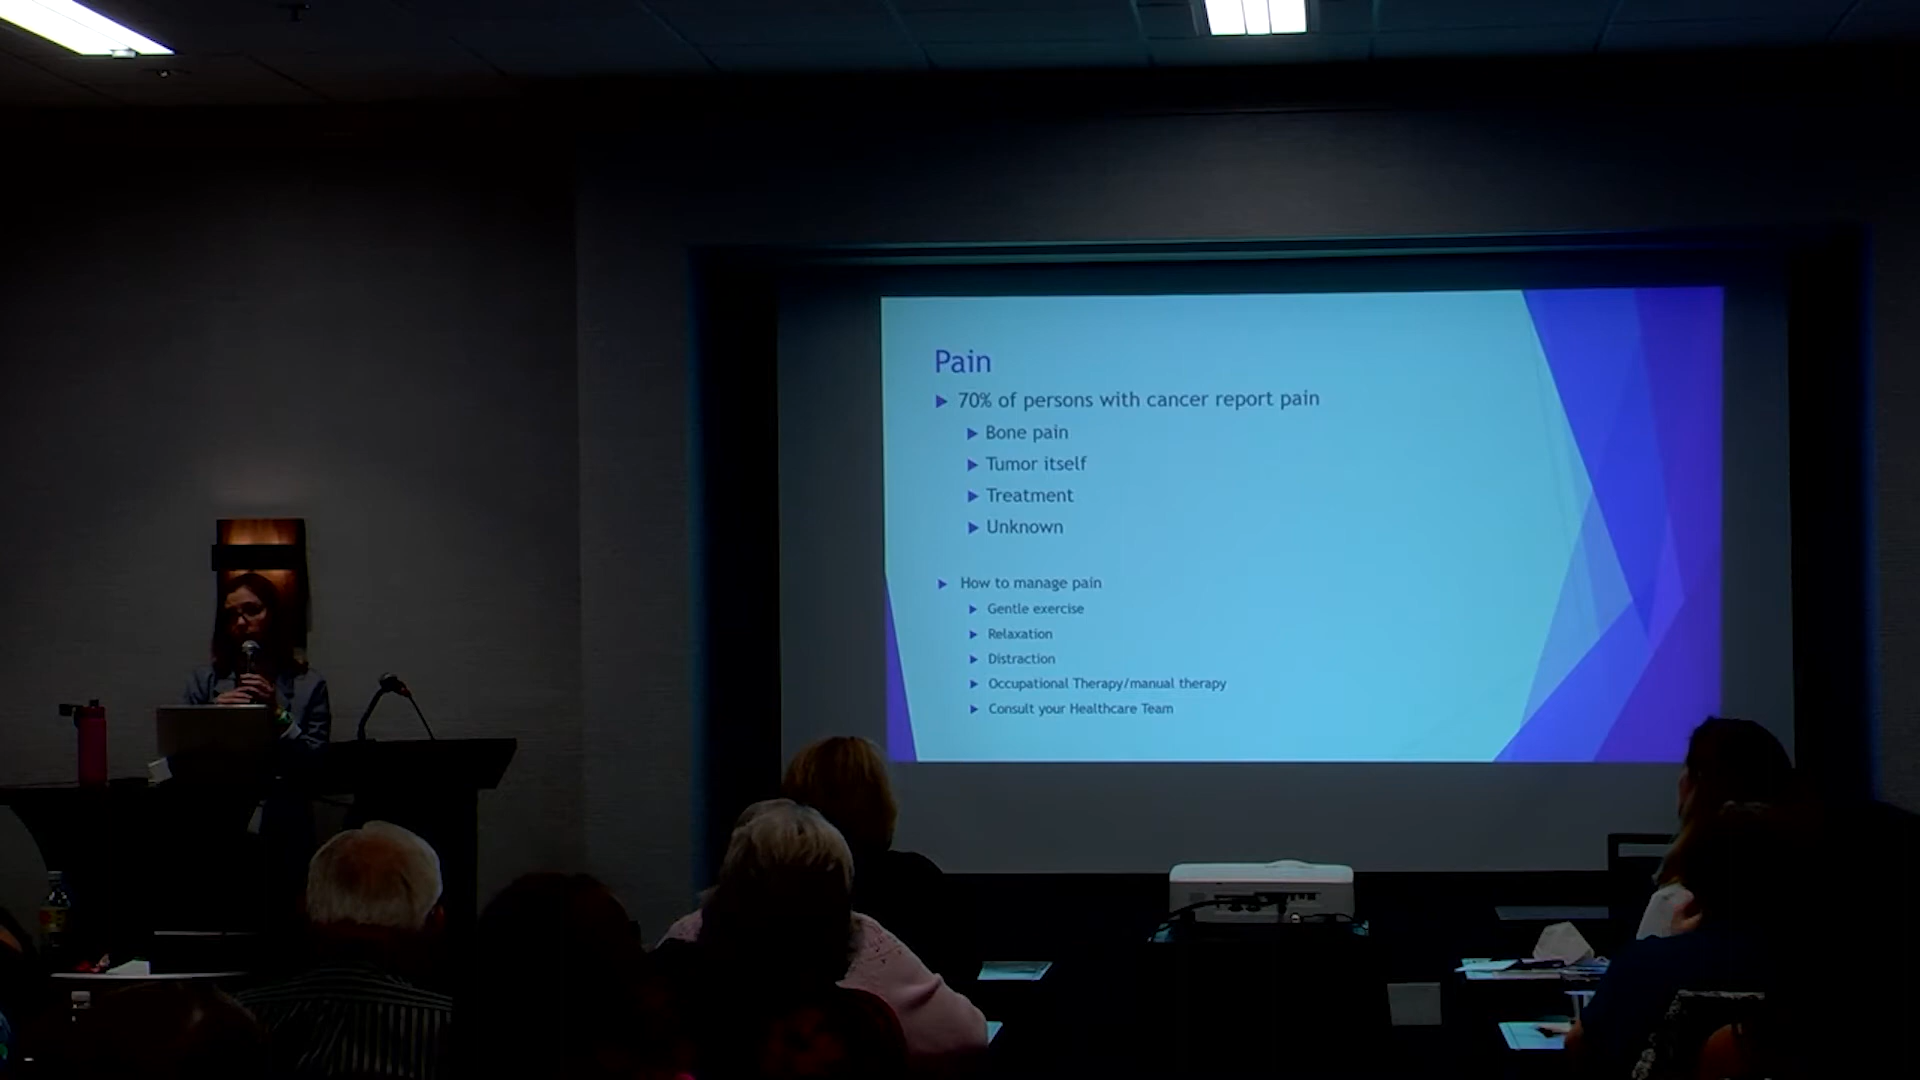 Pain
70% of persons with cancer report pain
Bone pain
Tumor itself
Treatment
Unknown
How to manage pain
Gentle exercise
Relaxation
Distraction
Occupational Therapy/manual therapy
Consult your Healthcare Team